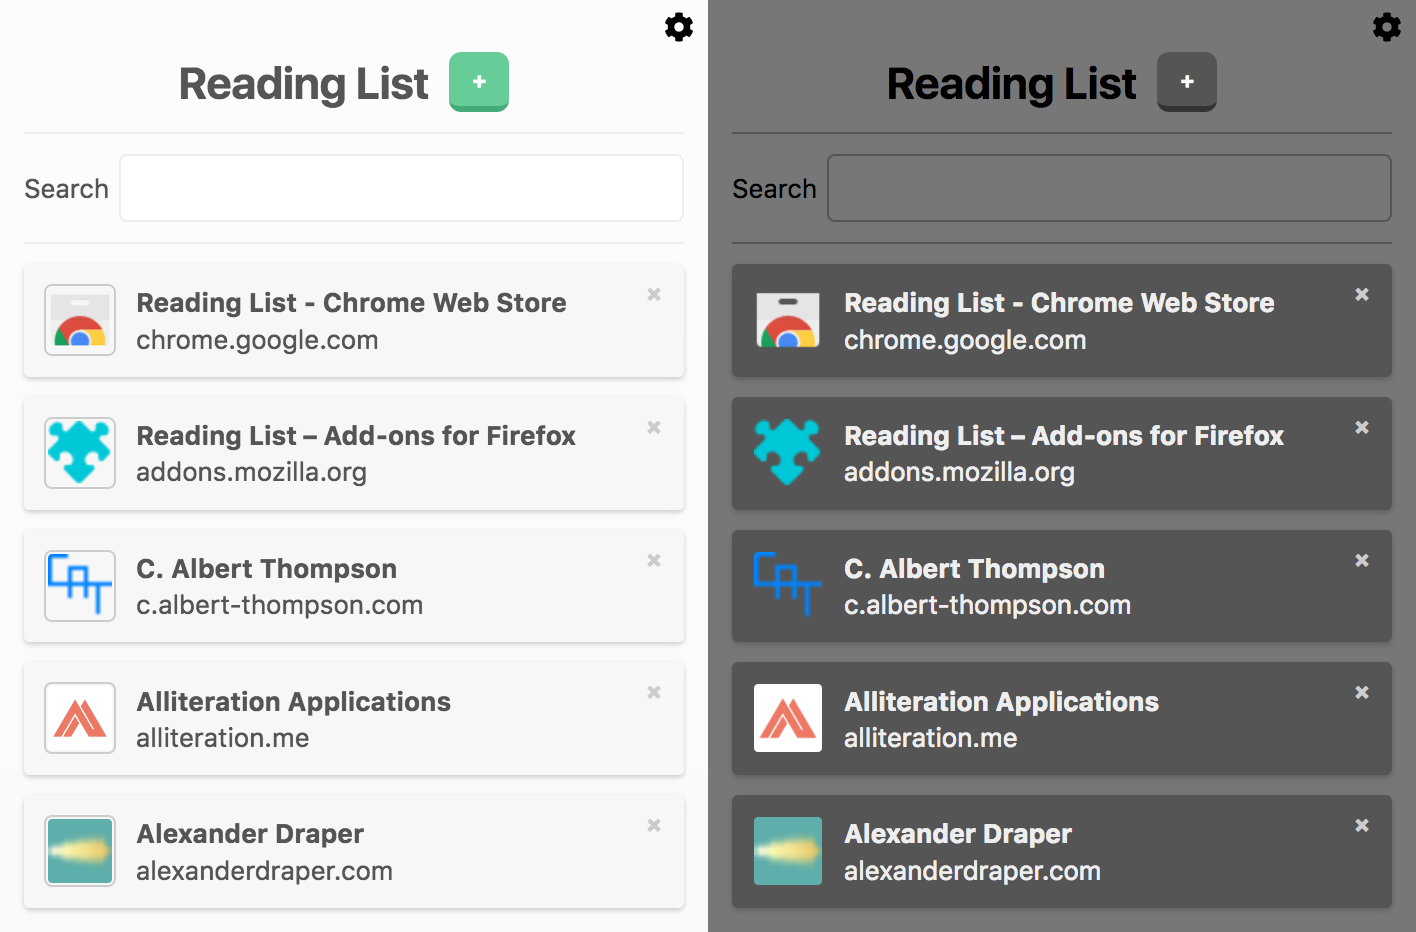 Reading List +
Search
Reading List - Chrome Web Store
chrome.google.com
Reading List – Add-ons for Firefox
addons.mozilla.org
C. Albert Thompson
c.albert-thompson.com
Alliteration Applications
alliteration.me
Alexander Draper
alexanderdraper.com
Reading List +
Search
Reading List - Chrome Web Store
chrome.google.com
Reading List – Add-ons for Firefox
addons.mozilla.org
C. Albert Thompson
c.albert-thompson.com
Alliteration Applications
alliteration.me
Alexander Draper
alexanderdraper.com